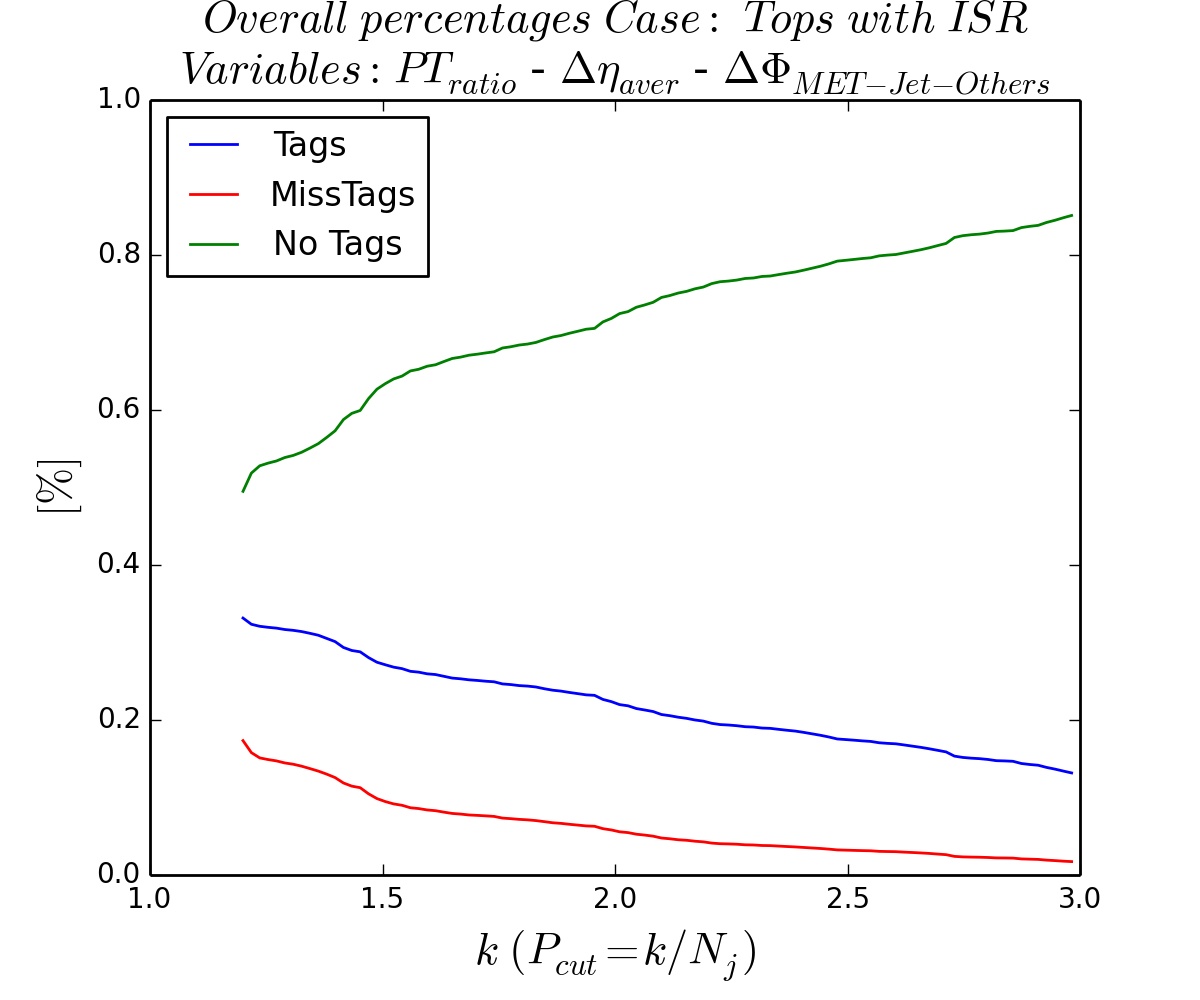 Overall percentages Case: Tops with ISR
Variables: PT_ratio - Δη_aver - ΔΦ_MET−Jet−Others
1.0
0.8
0.6
0.4
0.2
0.0
[%]
Tags
MissTags
No Tags
1.0 1.5 2.0 2.5 3.0
k (P_cut = k/N_j)